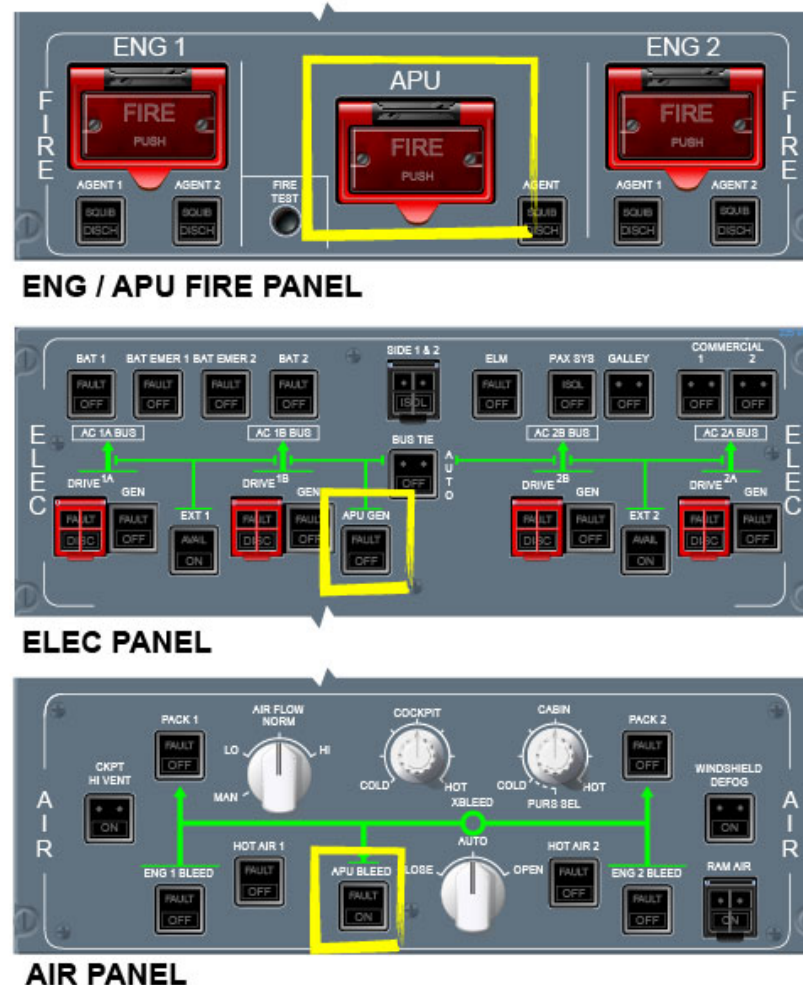 ENG 1
APU
ENG 2
FIRE
FIRE
FIRE
PUSH
FIRE
PUSH
FIRE
PUSH
AGENT 1
AGENT 2
FIRE
TEST
AGENT
AGENT 1
AGENT 2
SQUIB
DISCH
SQUIB
DISCH
SQUIB
DISCH
SQUIB
DISCH
SQUIB
DISCH
ENG / APU FIRE PANEL
BAT 1
BAT EMER 1
BAT EMER 2
BAT 2
SIDE 1 & 2
ELM
PAX SYS
GALLEY
COMMERCIAL
1
2
FAULT
OFF
FAULT
OFF
FAULT
OFF
FAULT
OFF
ISOL
FAULT
OFF
ISOL
OFF
OFF
OFF
OFF
ELEC
ELEC
AC 1A BUS
AC 1B BUS
BUS TIE
OFF
AUTO
AC 2B BUS
AC 2A BUS
DRIVE 1A
GEN
EXT 1
DRIVE 1B
GEN
APU GEN
DRIVE 2B
GEN
EXT 2
DRIVE 2A
GEN
FAULT
DISC
FAULT
OFF
AVAIL
ON
FAULT
DISC
FAULT
OFF
FAULT
OFF
FAULT
DISC
FAULT
OFF
AVAIL
ON
FAULT
DISC
FAULT
OFF
ELEC PANEL
PACK 1
AIR FLOW
NORM
LO
HI
MAN
COCKPIT
COLD
HOT
CABIN
COLD
HOT
PURS SEL
PACK 2
FAULT
OFF
FAULT
OFF
CKPT
HI VENT
ON
WINDSHIELD
DEFOG
ON
AIR
AIR
XBLEED
AUTO
LOSE
OPEN
ENG 1 BLEED
HOT AIR 1
APU BLEED
HOT AIR 2
ENG 2 BLEED
RAM AIR
FAULT
OFF
FAULT
OFF
FAULT
ON
FAULT
OFF
FAULT
OFF
ON
AIR PANEL